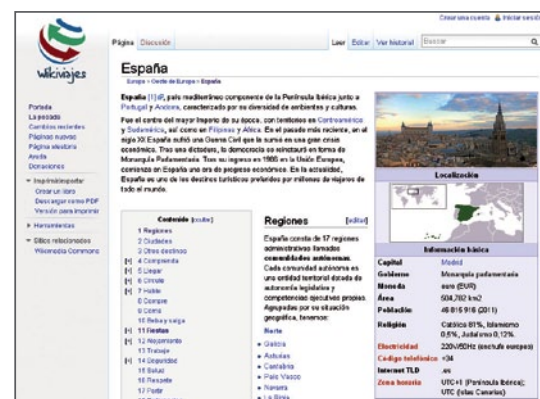 Crear una cuenta Iniciar sesión
Página Discusión Leer Editar Ver historial Buscar
wikiviajes
España
Europa > Oeste de Europa > España
Portada
La posada
Cambios recientes
Páginas nuevas
Página aleatoria
Ayuda
Donaciones
Imprimir/exportar
Crear un libro
Descargar como PDF
Versión para imprimir
Herramientas
Sitios relacionados
Wikimedia Commons
España [1], país mediterráneo componente de la Península Ibérica junto a
Portugal y Andorra, caracterizado por su diversidad de ambientes y culturas.
Fue el centro del mayor Imperio de su época, con territorios en Centroamérica
y Sudamérica, así como en Filipinas y África. En el pasado más reciente, en el
siglo XX España sufrió una Guerra Civil que la sumió en una gran crisis
económica. Tras una dictadura, la democracia se reinstauró en forma de
Monarquía Parlamentaria. Tras su ingreso en 1986 en la Unión Europea,
comienza en España una era de progreso económico. En la actualidad,
España es uno de los destinos turísticos preferidos por millones de viajeros de
todo el mundo.
Contenido [ocultar]
1 Regiones
2 Ciudades
3 Otros destinos
[+] 4 Comprenda
[+] 5 Llegar
[+] 6 Circule
[+] 7 Hable
8 Compre
9 Coma
10 Beba y salga
[+] 11 Fiestas
[+] 12 Alojamiento
13 Trabaje
[+] 14 Seguridad
15 Salud
16 Respete
17 Partir
Regiones [editar]
España consta de 17 regiones
administrativas llamadas
comunidades autónomas.
Cada comunidad autónoma es
una entidad territorial dotada de
autonomía legislativa y
competencias ejecutivas propias.
Agrupadas por su situación
geográfica, tenemos:
Norte
Galicia
Asturias
Cantabria
País Vasco
Navarra
La Rioja
Localización
Información básica
Capital Madrid
Gobierno Monarquía parlamentaria
Moneda euro (EUR)
Área 504,782 km2
Población 46 815 916 (2011)
Religión Católica 81%, Islamismo
0,5%, Judaísmo 0,12%
Electricidad 220V/50Hz (enchufe europeo)
Código telefónico +34
Internet TLD .es
Zona horaria UTC+1 (Península Ibérica);
UTC (Islas Canarias)